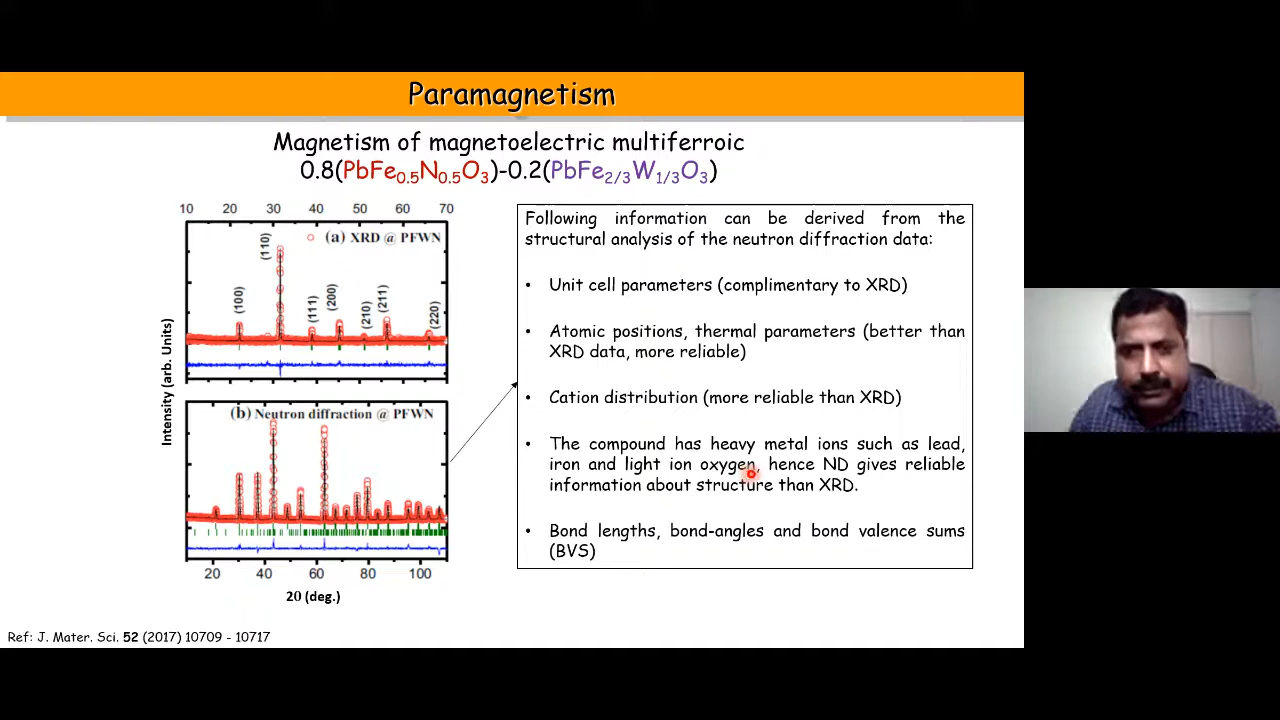 Paramagnetism
Magnetism of magnetoelectric multiferroic
0.8(PbFe0.5N0.5O3)-0.2(PbFe2/3W1/3O3)
10 20 30 40 50 60 70
(a) XRD @ PFWN
(100)
(110)
(111)
(200)
(210)
(211)
(220)
Intensity (arb. Units)
(b) Neutron diffraction @ PFWN
20 40 60 80 100
2θ (deg.)
Following information can be derived from the
structural analysis of the neutron diffraction data:
• Unit cell parameters (complimentary to XRD)
• Atomic positions, thermal parameters (better than
XRD data, more reliable)
• Cation distribution (more reliable than XRD)
• The compound has heavy metal ions such as lead,
iron and light ion oxygen, hence ND gives reliable
information about structure than XRD.
• Bond lengths, bond-angles and bond valence sums
(BVS)
Ref: J. Mater. Sci. 52 (2017) 10709 - 10717